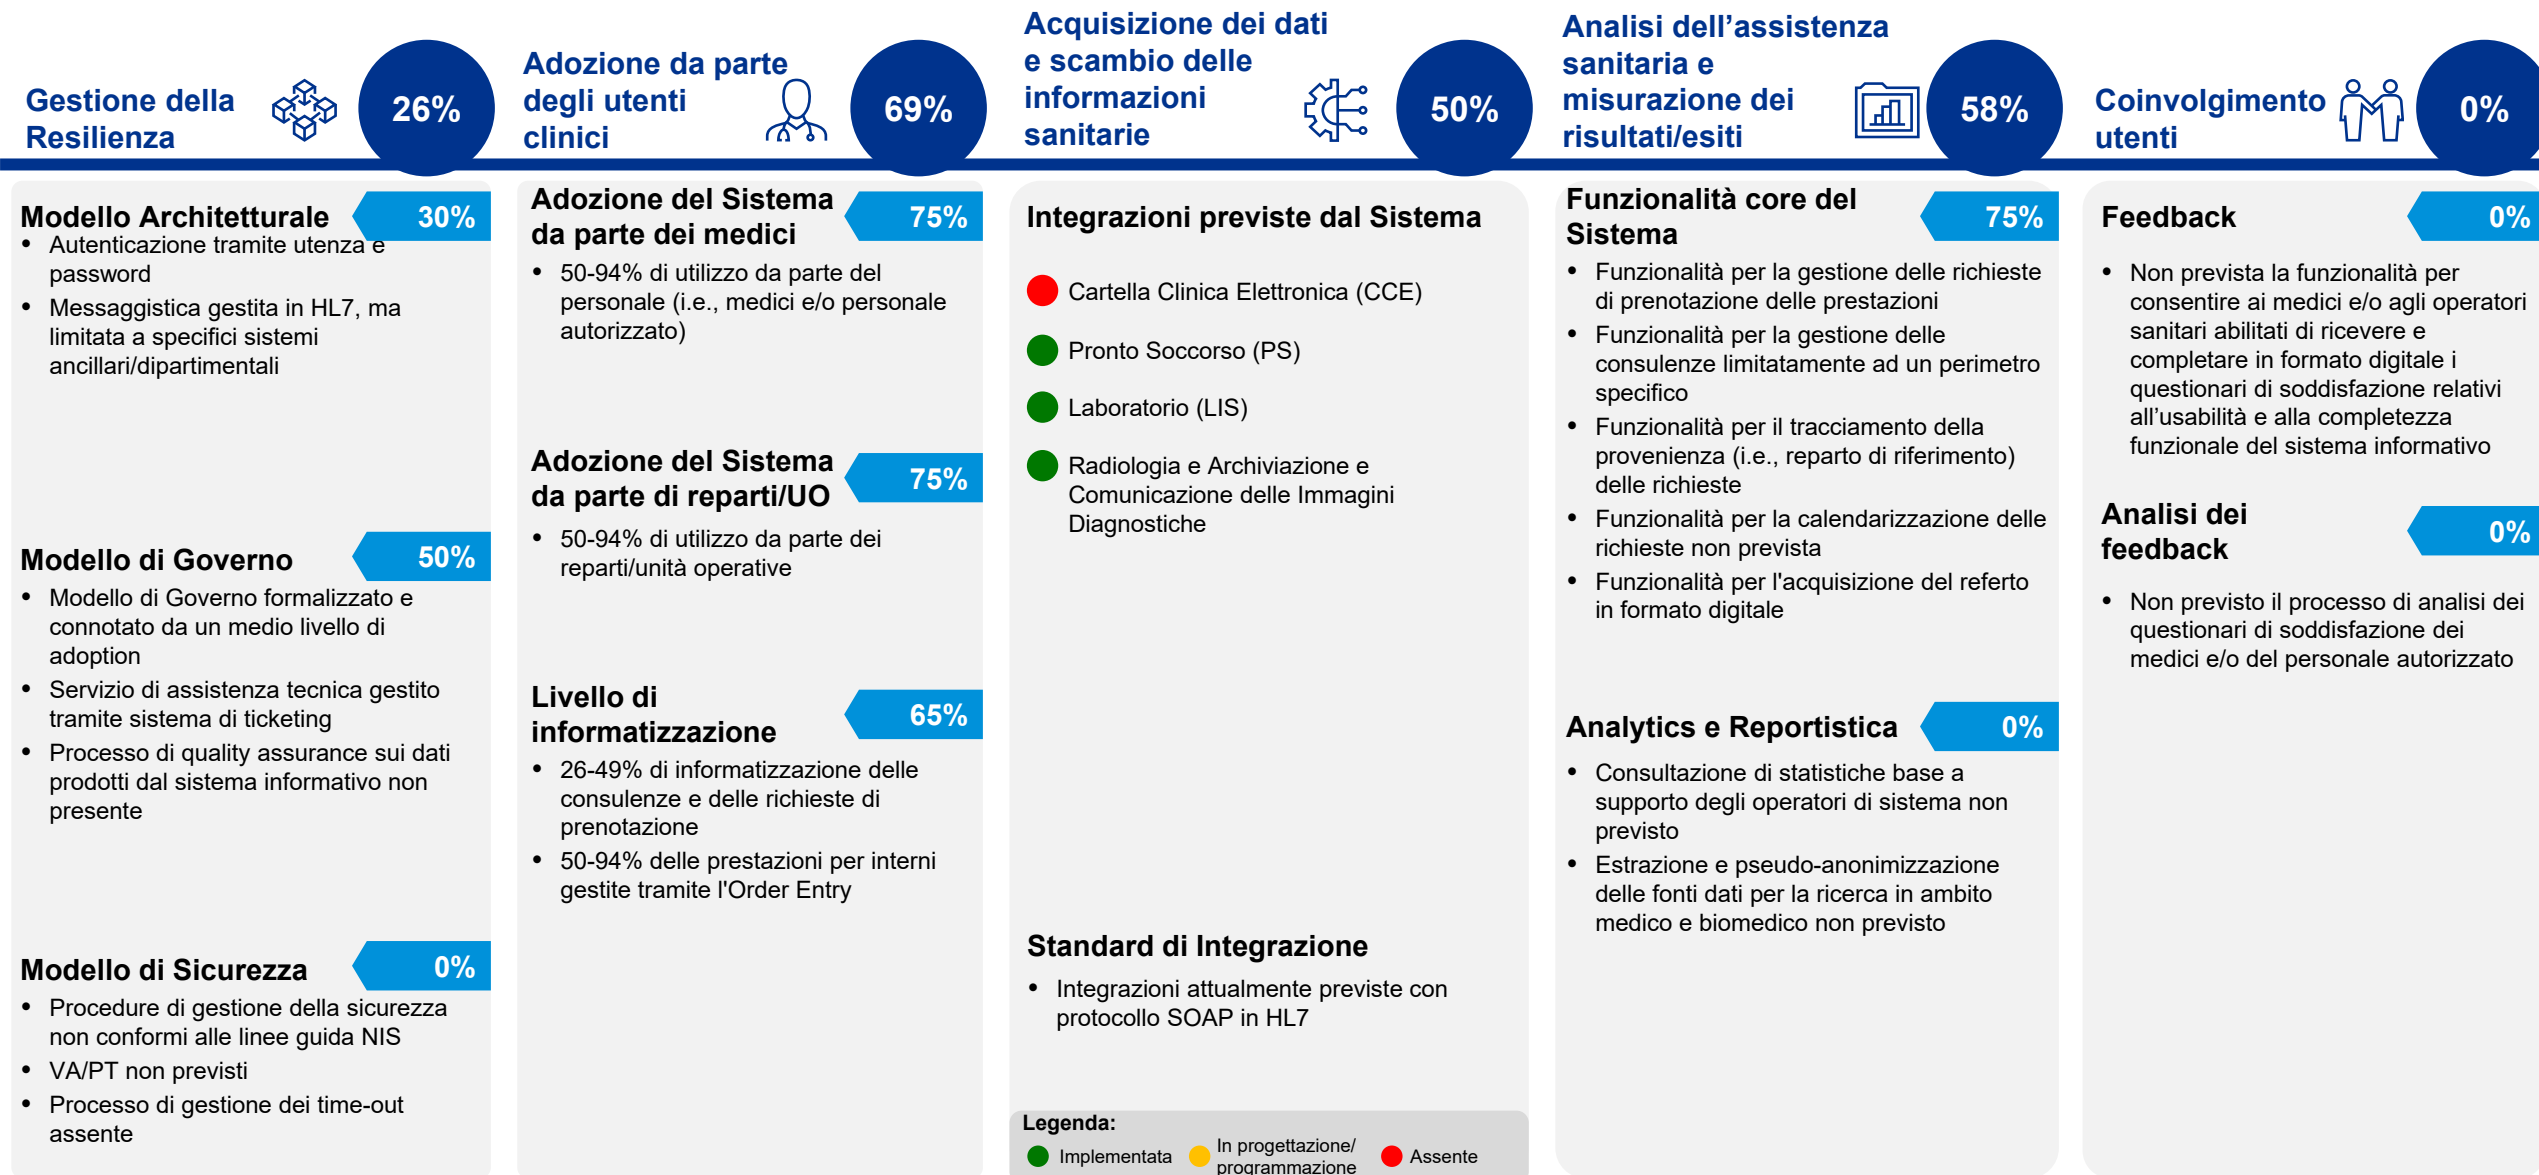 Gestione della
Resilienza
26%
Modello Architetturale
30%
• Autenticazione tramite utenza e
password
• Messaggistica gestita in HL7, ma
limitata a specifici sistemi
ancillari/dipartimentali
Modello di Governo
50%
• Modello di Governo formalizzato e
connotato da un medio livello di
adoption
• Servizio di assistenza tecnica gestito
tramite sistema di ticketing
• Processo di quality assurance sui dati
prodotti dal sistema informativo non
presente
Modello di Sicurezza
0%
• Procedure di gestione della sicurezza
non conformi alle linee guida NIS
• VA/PT non previsti
• Processo di gestione dei time-out
assente
Adozione da parte
degli utenti
clinici
69%
Adozione del Sistema
da parte dei medici
75%
• 50-94% di utilizzo da parte del
personale (i.e., medici e/o personale
autorizzato)
Adozione del Sistema
da parte di reparti/UO
75%
• 50-94% di utilizzo da parte dei
reparti/unità operative
Livello di
informatizzazione
65%
• 26-49% di informatizzazione delle
consulenze e delle richieste di
prenotazione
• 50-94% delle prestazioni per interni
gestite tramite l'Order Entry
Acquisizione dei dati
e scambio delle
informazioni
sanitarie
50%
Integrazioni previste dal Sistema
Cartella Clinica Elettronica (CCE)
Pronto Soccorso (PS)
Laboratorio (LIS)
Radiologia e Archiviazione e
Comunicazione delle Immagini
Diagnostiche
Standard di Integrazione
• Integrazioni attualmente previste con
protocollo SOAP in HL7
Legenda:
Implementata
In progettazione/
programmazione
Assente
Analisi dell’assistenza
sanitaria e
misurazione dei
risultati/esiti
58%
Funzionalità core del
Sistema
75%
• Funzionalità per la gestione delle richieste
di prenotazione delle prestazioni
• Funzionalità per la gestione delle
consulenze limitatamente ad un perimetro
specifico
• Funzionalità per il tracciamento della
provenienza (i.e., reparto di riferimento)
delle richieste
• Funzionalità per la calendarizzazione delle
richieste non prevista
• Funzionalità per l'acquisizione del referto
in formato digitale
Analytics e Reportistica
0%
• Consultazione di statistiche base a
supporto degli operatori di sistema non
previsto
• Estrazione e pseudo-anonimizzazione
delle fonti dati per la ricerca in ambito
medico e biomedico non previsto
Coinvolgimento
utenti
0%
Feedback
0%
• Non prevista la funzionalità per
consentire ai medici e/o agli operatori
sanitari abilitati di ricevere e
completare in formato digitale i
questionari di soddisfazione relativi
all’usabilità e alla completezza
funzionale del sistema informativo
Analisi dei
feedback
0%
• Non previsto il processo di analisi dei
questionari di soddisfazione dei
medici e/o del personale autorizzato